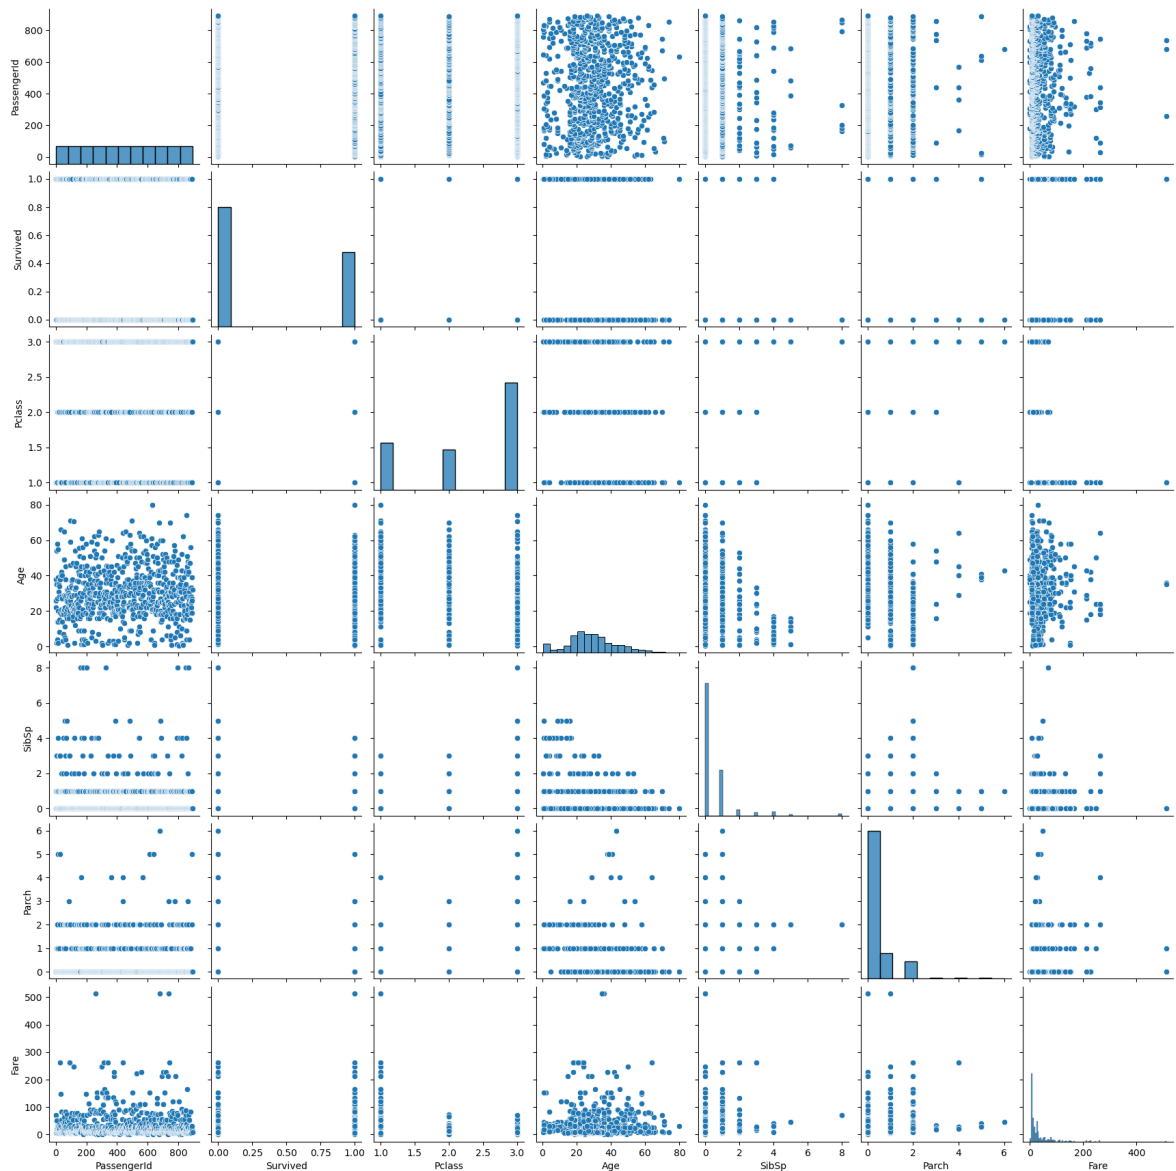 800
600
400
200
0
PassengerId
1.0
0.8
0.6
0.4
0.2
0.0
Survived
3.0
2.5
2.0
1.5
1.0
Pclass
80
60
40
20
0
Age
8
6
4
2
0
SibSp
6
5
4
3
2
1
0
Parch
500
400
300
200
100
0
Fare
0 200 400 600 800
0.00 0.25 0.50 0.75 1.00
1.0 1.5 2.0 2.5 3.0
0 20 40 60 80
0 2 4 6 8
0 2 4 6
0 200 400
PassengerId Survived Pclass Age SibSp Parch Fare